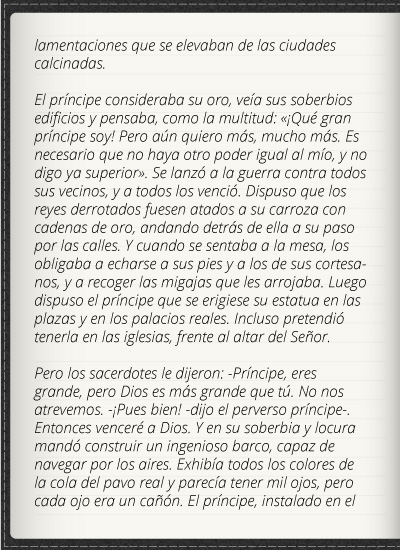 lamentaciones que se elevaban de las ciudades
calcinadas.
El príncipe consideraba su oro, veía sus soberbios
edificios y pensaba, como la multitud: «¡Qué gran
príncipe soy! Pero aún quiero más, mucho más. Es
necesario que no haya otro poder igual al mío, y no
digo ya superior». Se lanzó a la guerra contra todos
sus vecinos, y a todos los venció. Dispuso que los
reyes derrotados fuesen atados a su carroza con
cadenas de oro, andando detrás de ella a su paso
por las calles. Y cuando se sentaba a la mesa, los
obligaba a echarse a sus pies y a los de sus cortesa-
nos, y a recoger las migajas que les arrojaba. Luego
dispuso el príncipe que se erigiese su estatua en las
plazas y en los palacios reales. Incluso pretendió
tenerla en las iglesias, frente al altar del Señor.
Pero los sacerdotes le dijeron: -Príncipe, eres
grande, pero Dios es más grande que tú. No nos
atrevemos. -¡Pues bien! -dijo el perverso príncipe-.
Entonces venceré a Dios. Y en su soberbia y locura
mandó construir un ingenioso barco, capaz de
navegar por los aires. Exhibía todos los colores de
la cola del pavo real y parecía tener mil ojos, pero
cada ojo era un cañón. El príncipe, instalado en el